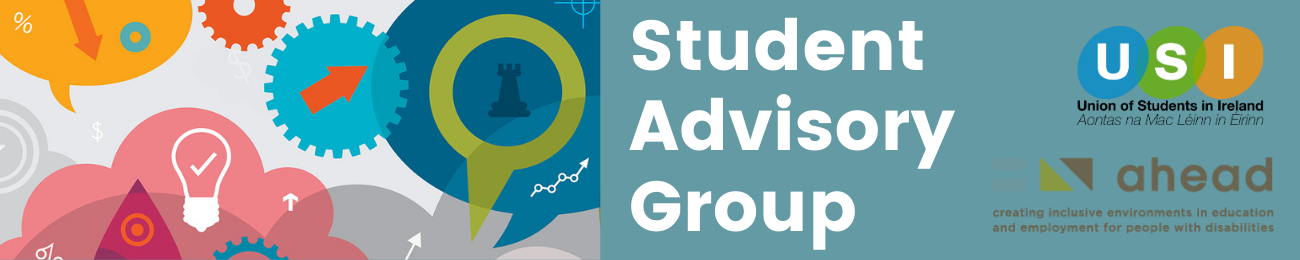 Student
Advisory
Group
USI
Union of Students in Ireland
Aontas na Mac Léinn in Éirinn
ahead
creating inclusive environments in education
and employment for people with disabilities
%
$
$
%